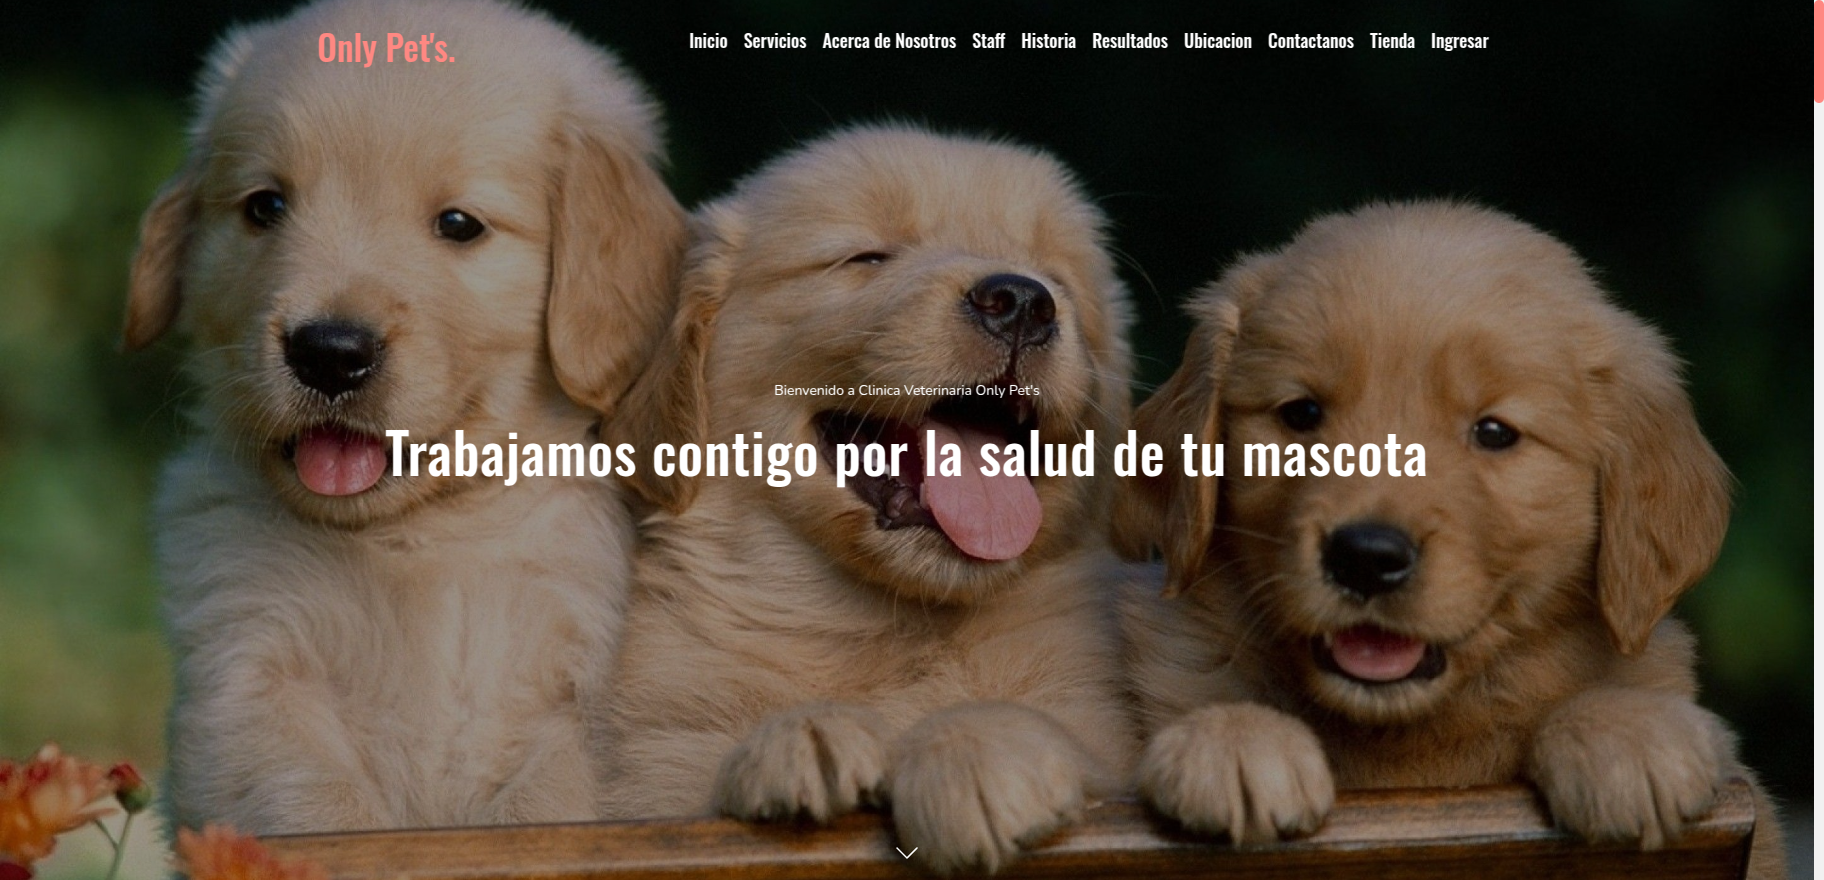 Only Pet's.
Inicio Servicios Acerca de Nosotros Staff Historia Resultados Ubicacion Contactanos Tienda Ingresar
Bienvenido a Clinica Veterinaria Only Pet's
Trabajamos contigo por la salud de tu mascota